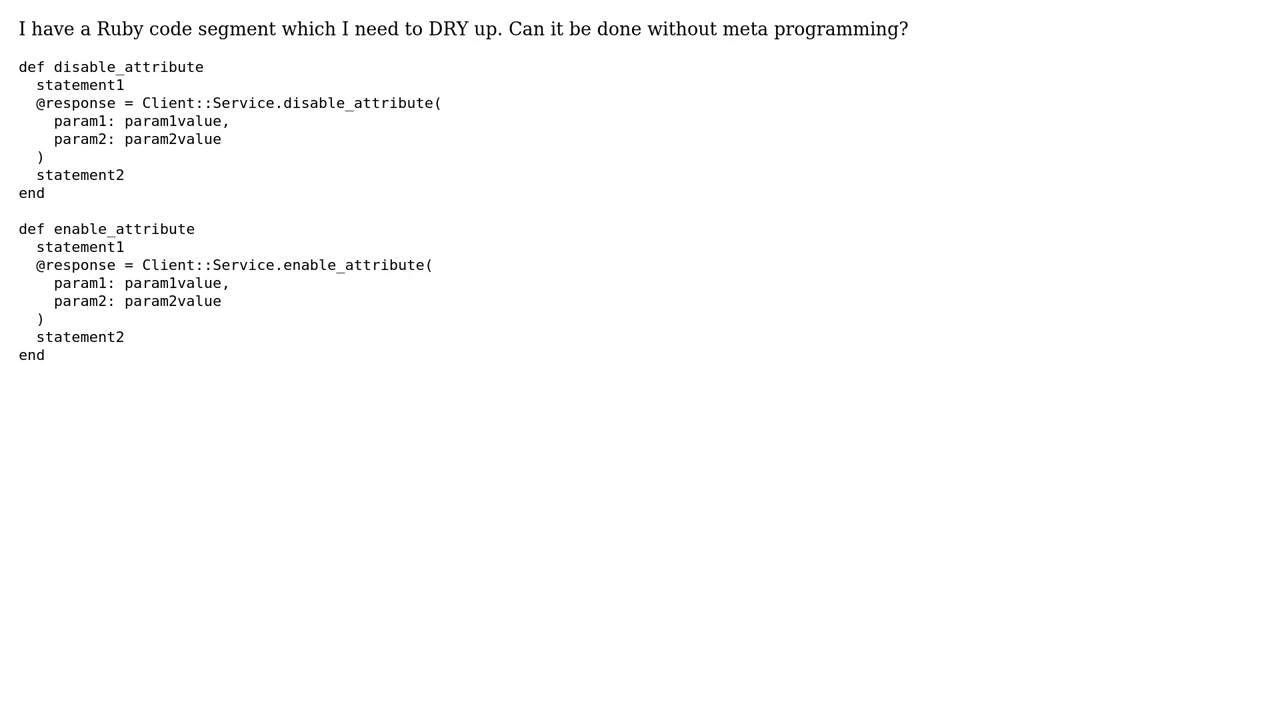 I have a Ruby code segment which I need to DRY up. Can it be done without meta programming?
def disable_attribute
  statement1
  @response = Client::Service.disable_attribute(
    param1: param1value,
    param2: param2value
  )
  statement2
end

def enable_attribute
  statement1
  @response = Client::Service.enable_attribute(
    param1: param1value,
    param2: param2value
  )
  statement2
end